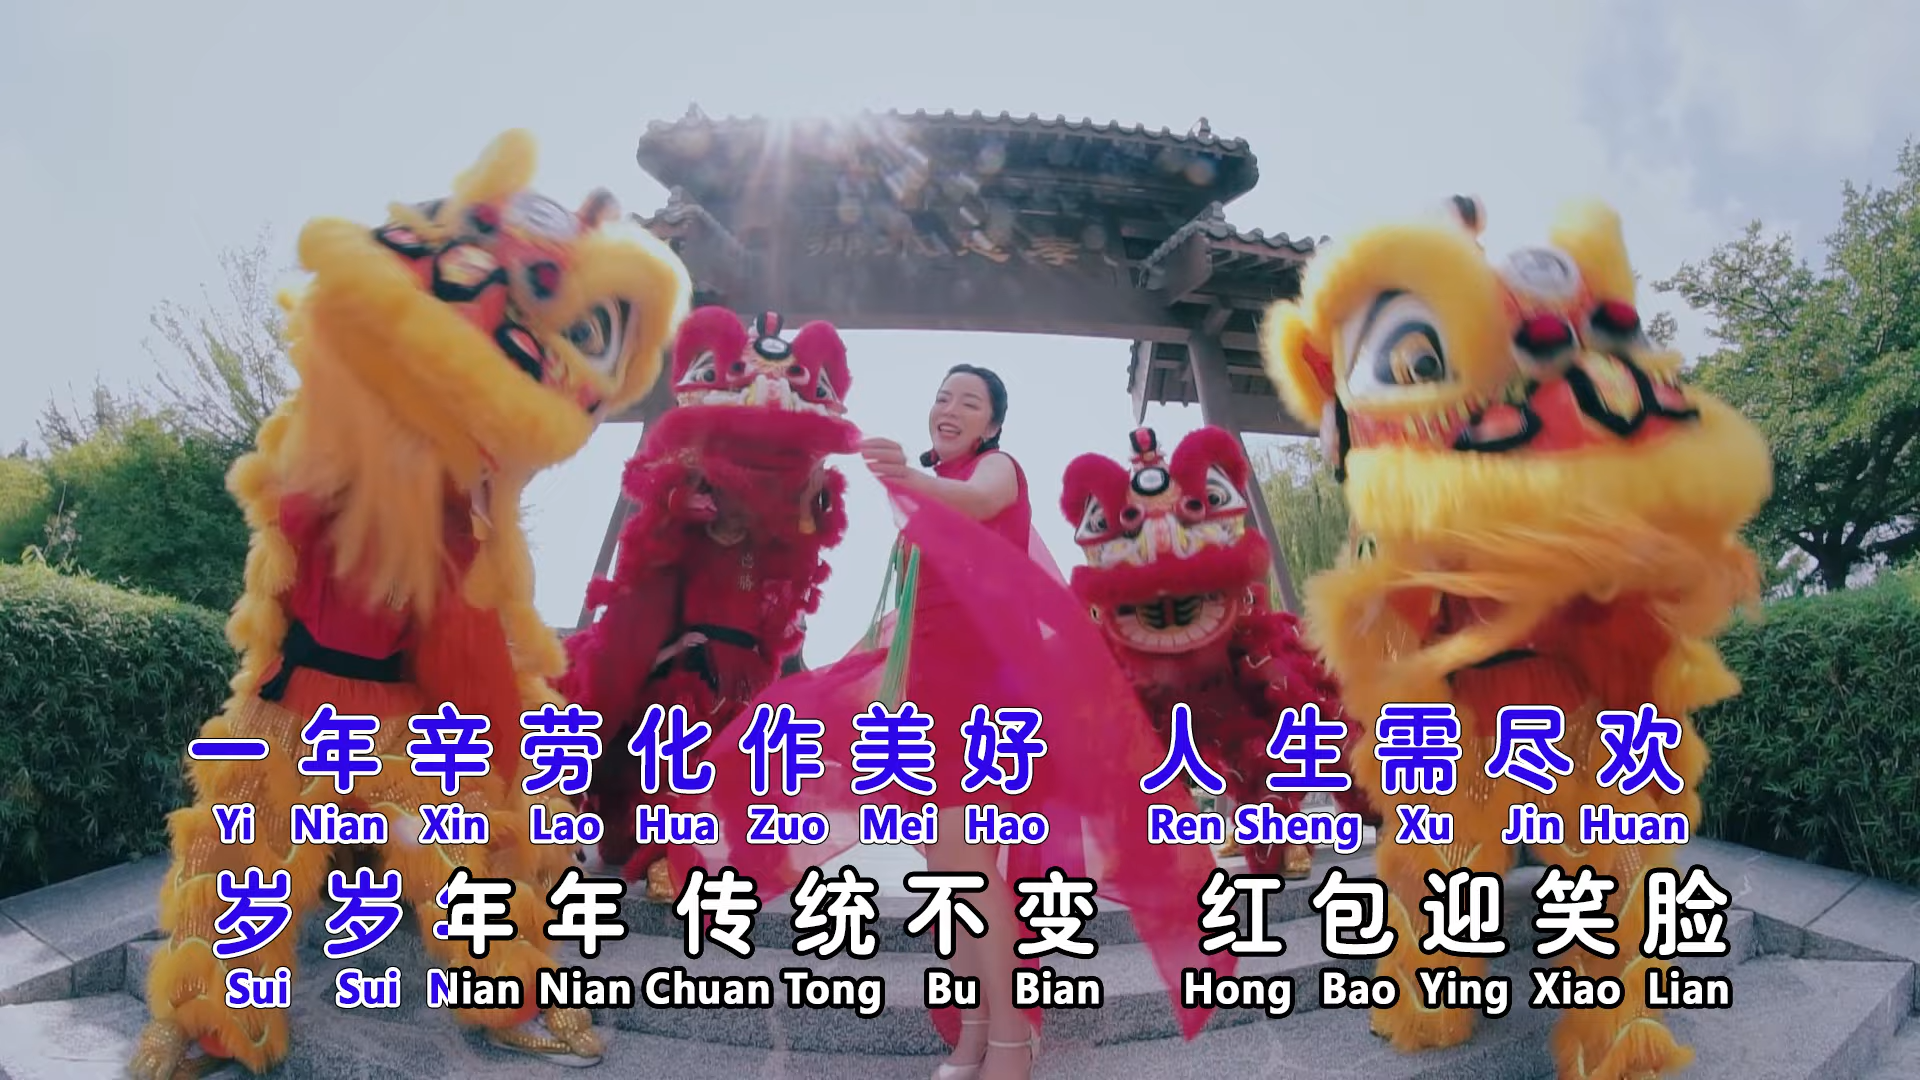 一年辛劳化作美好 人生需尽欢
Yi Nian Xin Lao Hua Zuo Mei Hao Ren Sheng Xu Jin Huan
岁岁年年传统不变 红包迎笑脸
Sui Sui Nian Nian Chuan Tong Bu Bian Hong Bao Ying Xiao Lian